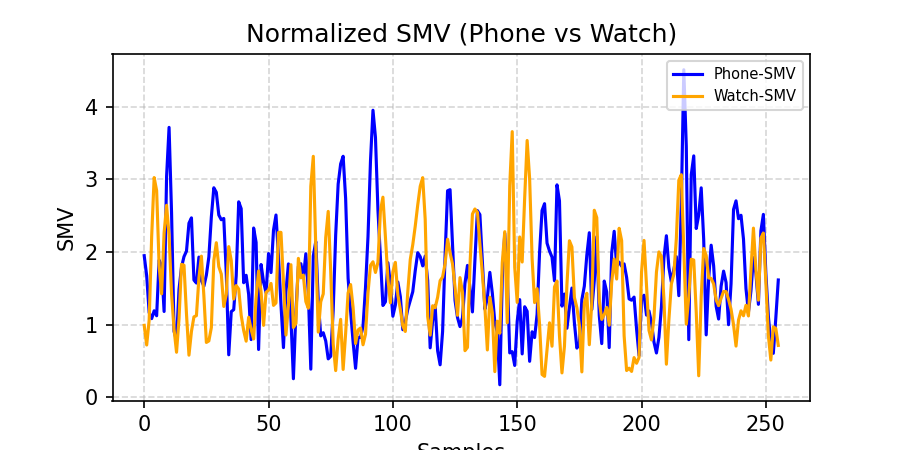 Normalized SMV (Phone vs Watch)
Phone-SMV
Watch-SMV
SMV
4
3
2
1
0
0 50 100 150 200 250
Samples